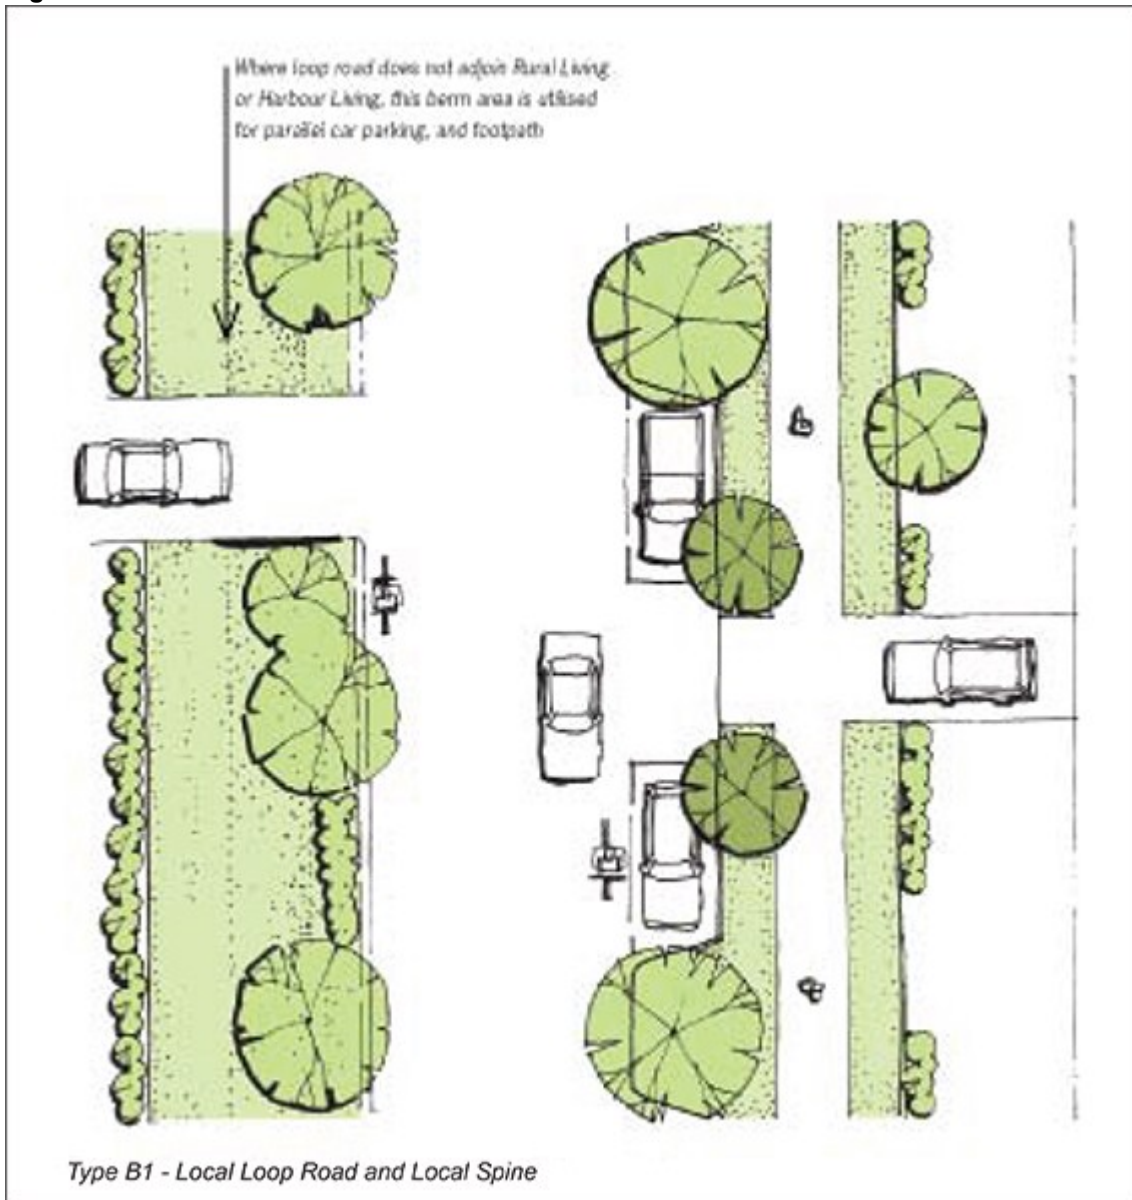 Where loop road does not adjoin Rural Living
or Harbour Living, this berm area is utilised
for parallel car parking, and footpath
Type B1 - Local Loop Road and Local Spine